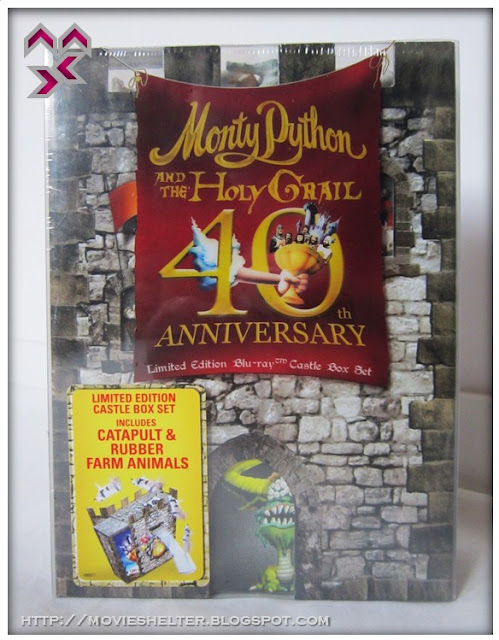 Monty Python
AND
THE HOLY GRAIL
40th
ANNIVERSARY
Limited Edition Blu-ray™ Castle Box Set
LIMITED EDITION
CASTLE BOX SET
INCLUDES
CATAPULT &
RUBBER
FARM ANIMALS
HTTP://MOVIESHELTER.BLOGSPOT.COM